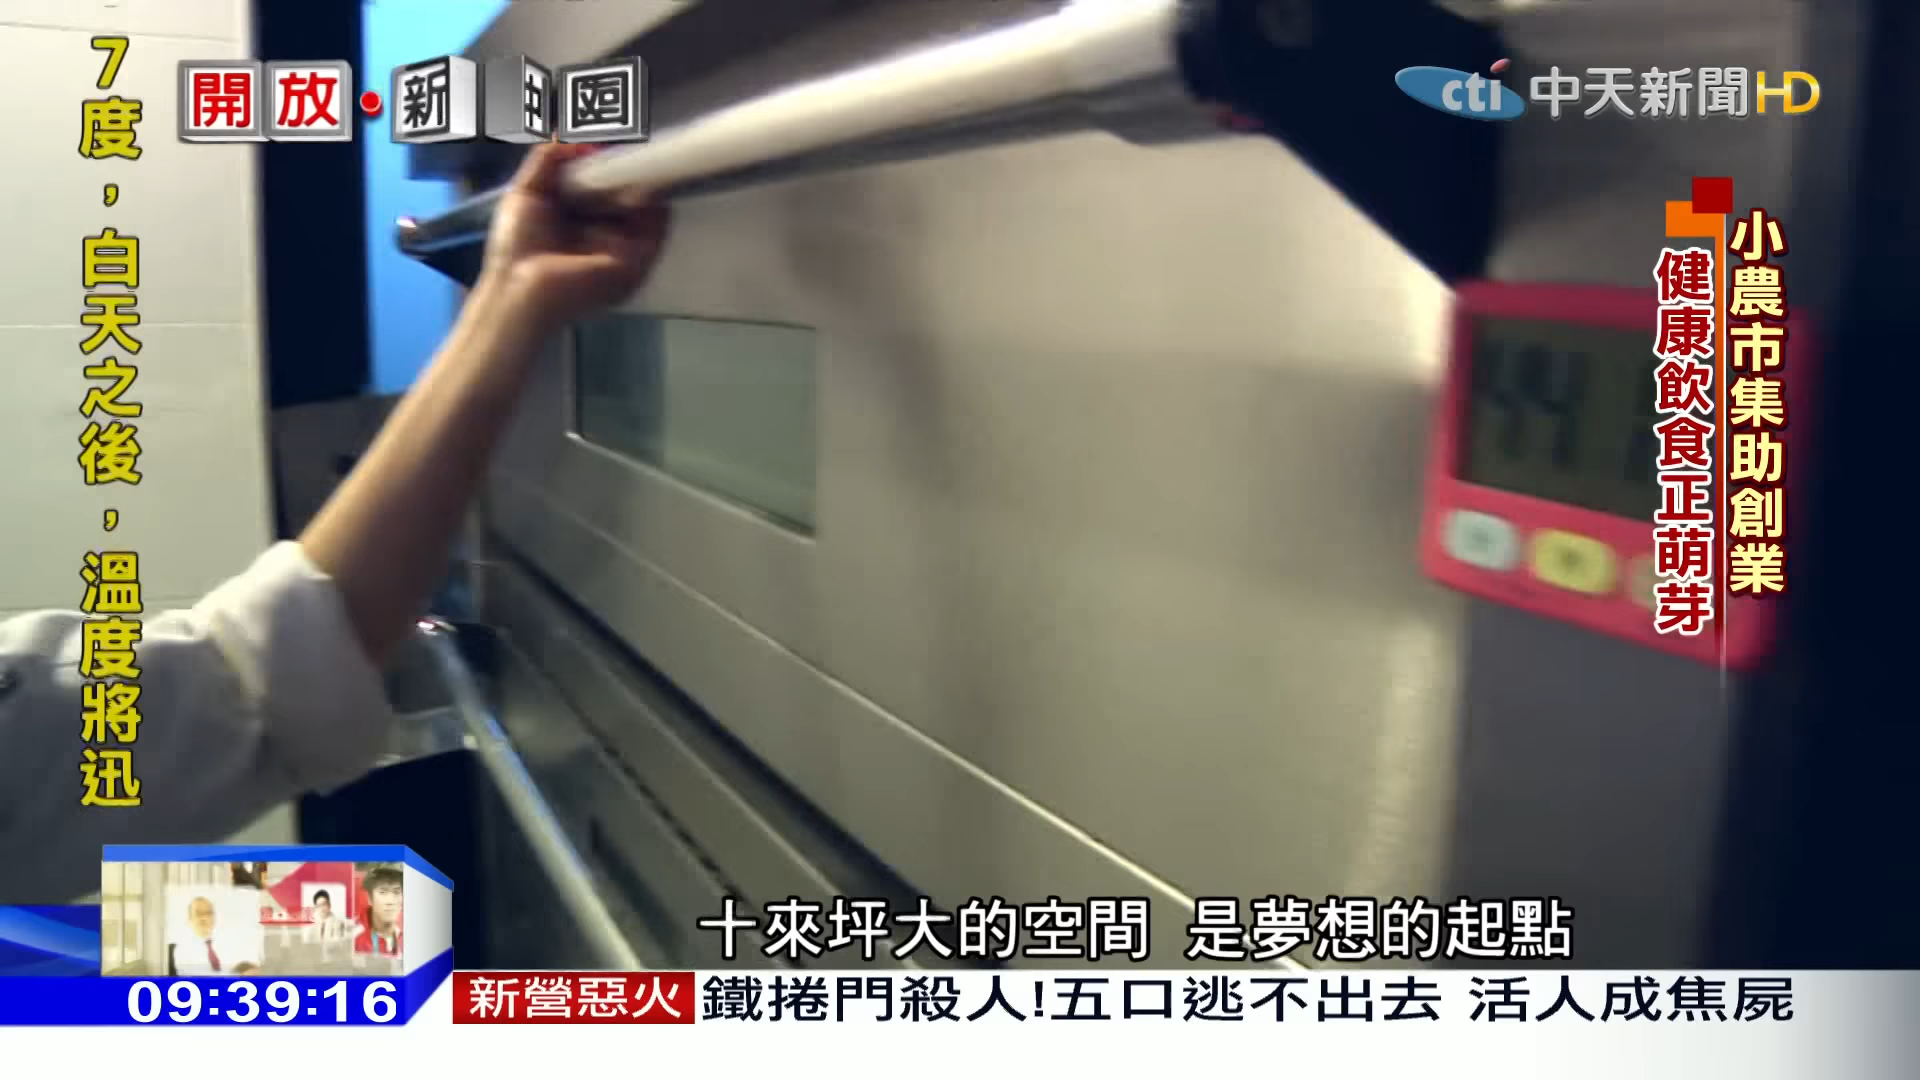 7度，白天之後，溫度將迅
開放·新中國
cti 中天新聞HD
小農市集助創業
健康飲食正萌芽
十來坪大的空間 是夢想的起點
09:39:16
新營惡火 鐵捲門殺人!五口逃不出去 活人成焦屍